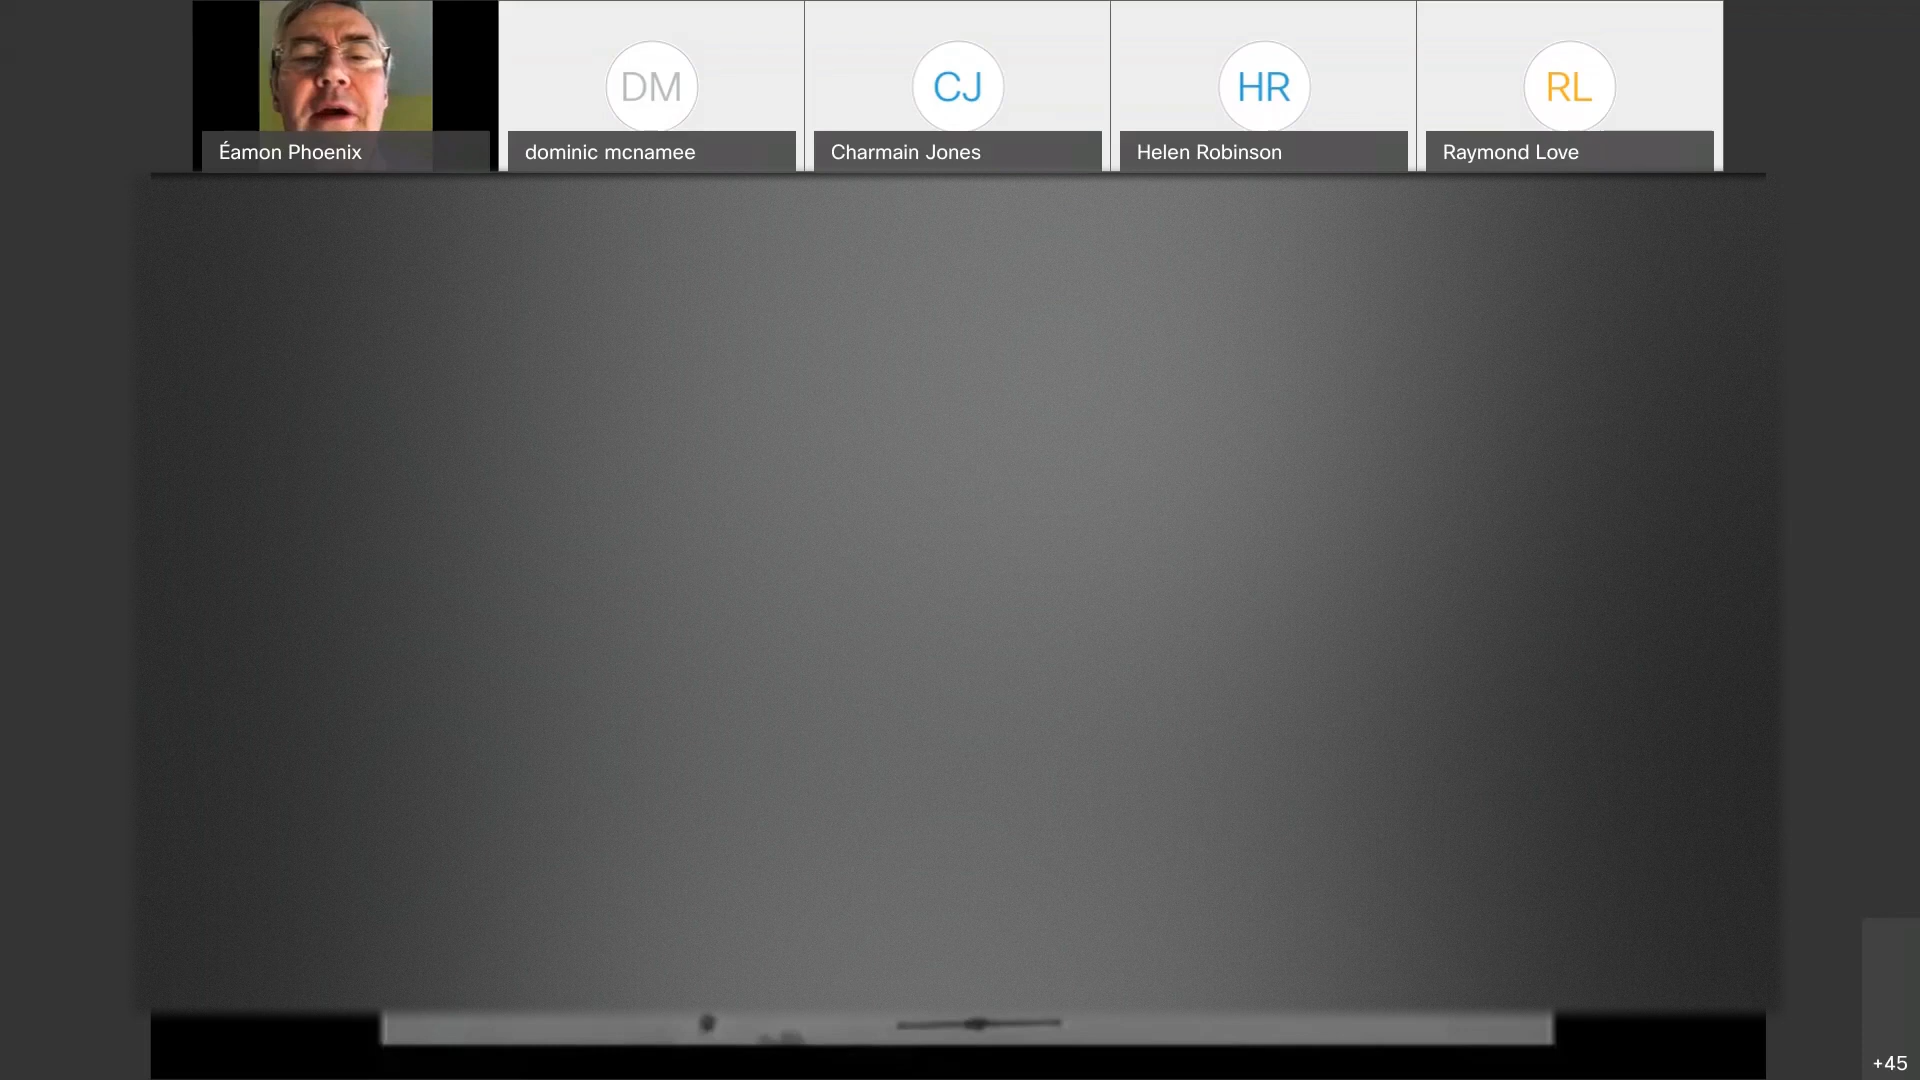 DM
CJ
HR
RL
Éamon Phoenix
dominic mcnamee
Charmain Jones
Helen Robinson
Raymond Love
+45